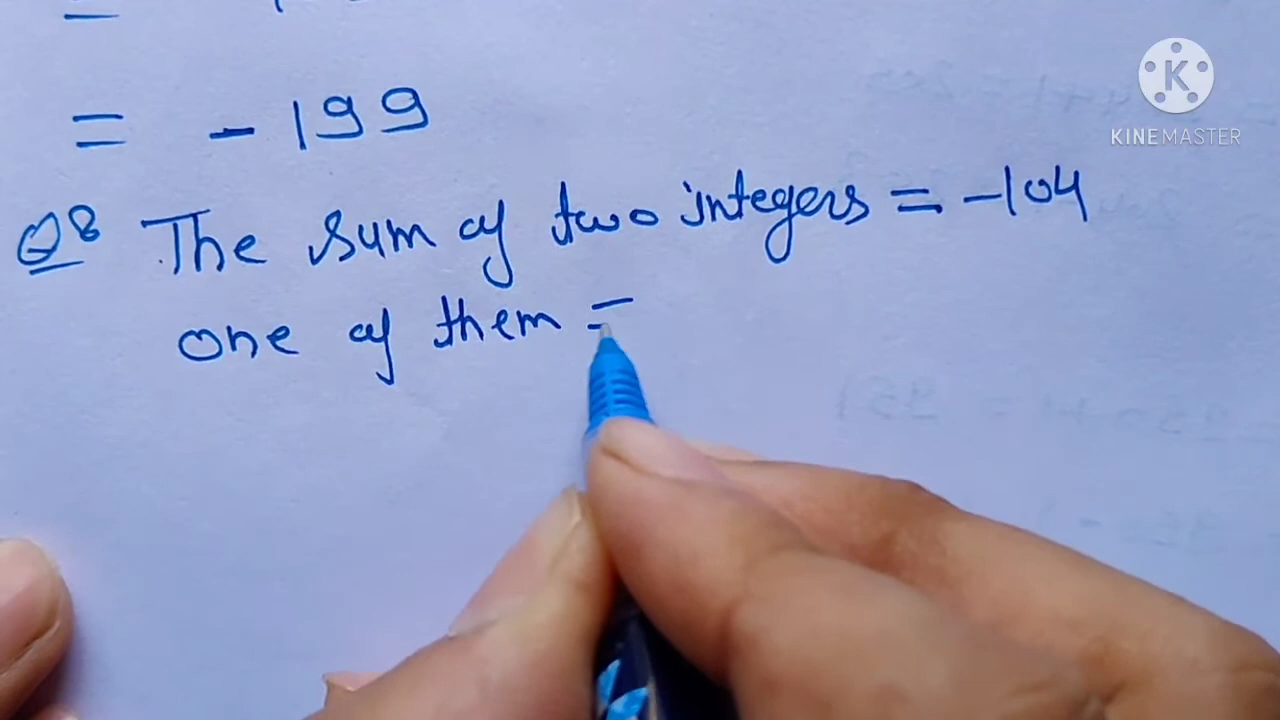 = -199
Q8 The sum of two integers = -104
one of them =
K
KINEMASTER